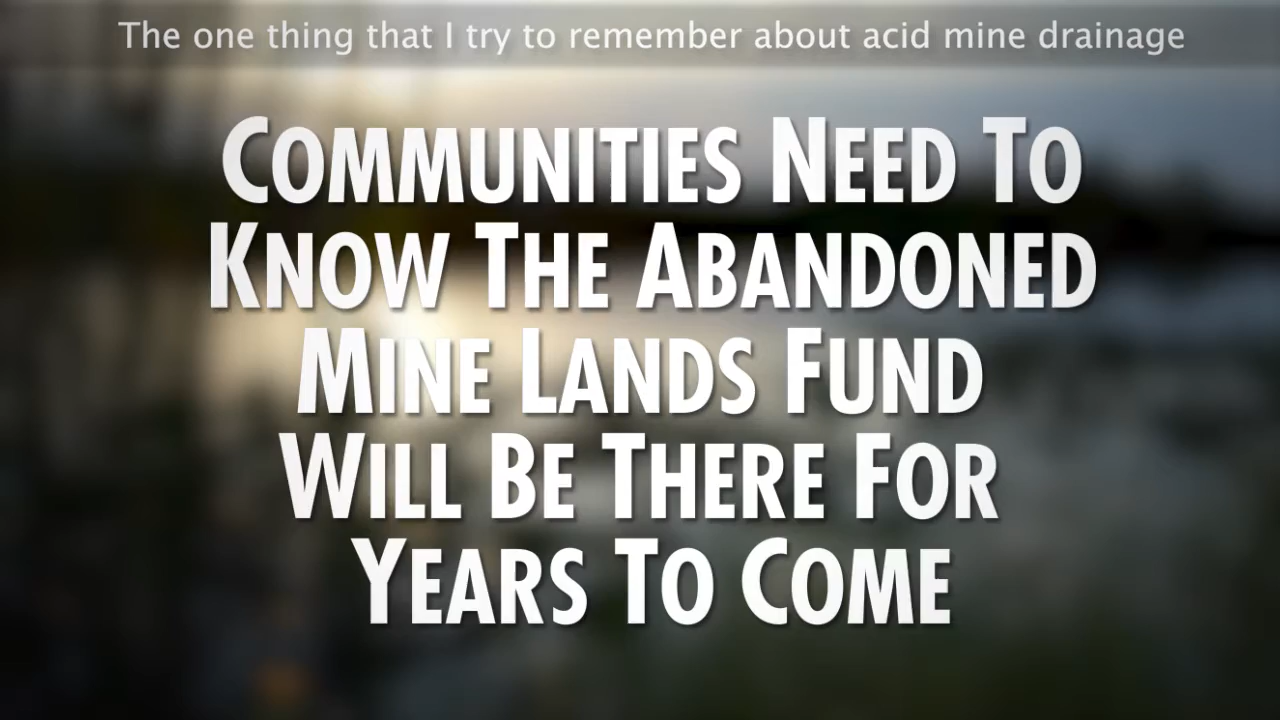 The one thing that I try to remember about acid mine drainage
COMMUNITIES NEED TO
KNOW THE ABANDONED
MINE LANDS FUND
WILL BE THERE FOR
YEARS TO COME